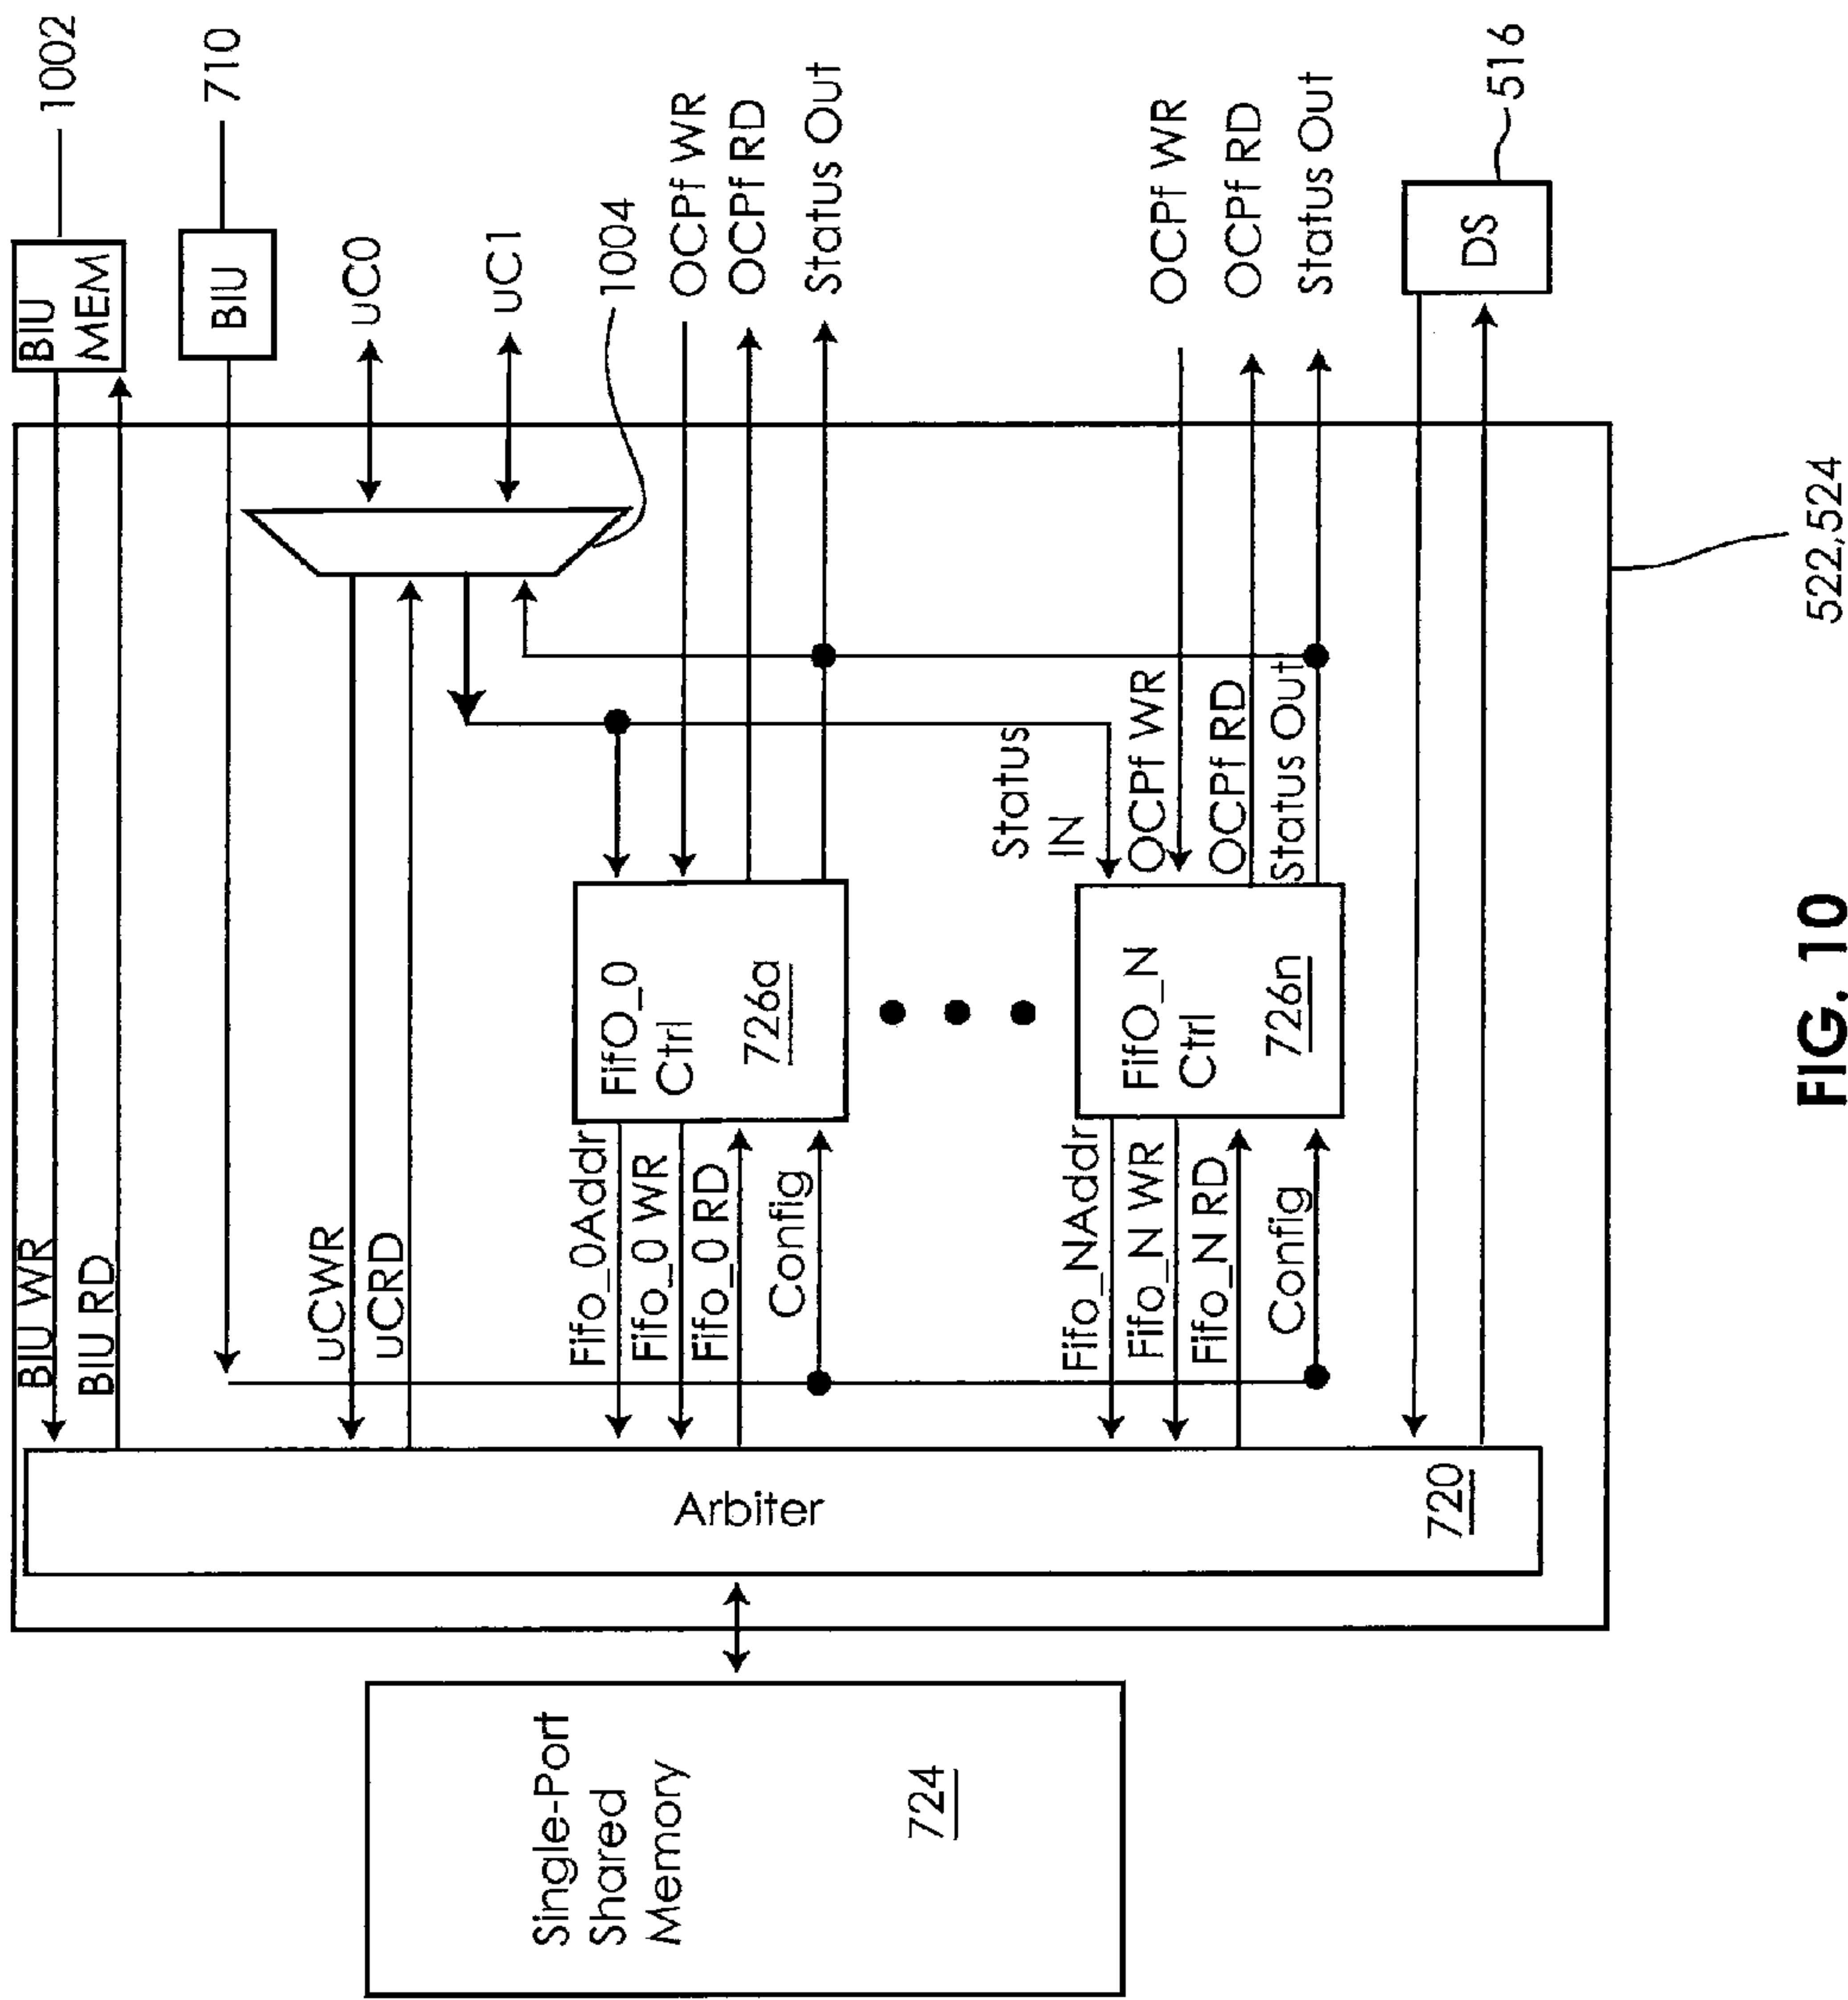 Single-Port
Shared
Memory
724
Arbiter
720
BIU WR
BIU RD
uCWR
uCRD
Fifo_0Addr
Fifo_0 WR
Fifo_0 RD
Config
Fifo_NAddr
Fifo_N WR
Fifo_N RD
Config
FifO_0
Ctrl
726a
FifO_N
Ctrl
726n
Status
IN
OCPf WR
OCPf RD
Status Out
BIU
MEM
1002
BIU
710
uC0
uC1
1004
OCPf WR
OCPf RD
Status Out
OCPf WR
OCPf RD
Status Out
DS
516
522,524
FIG. 10